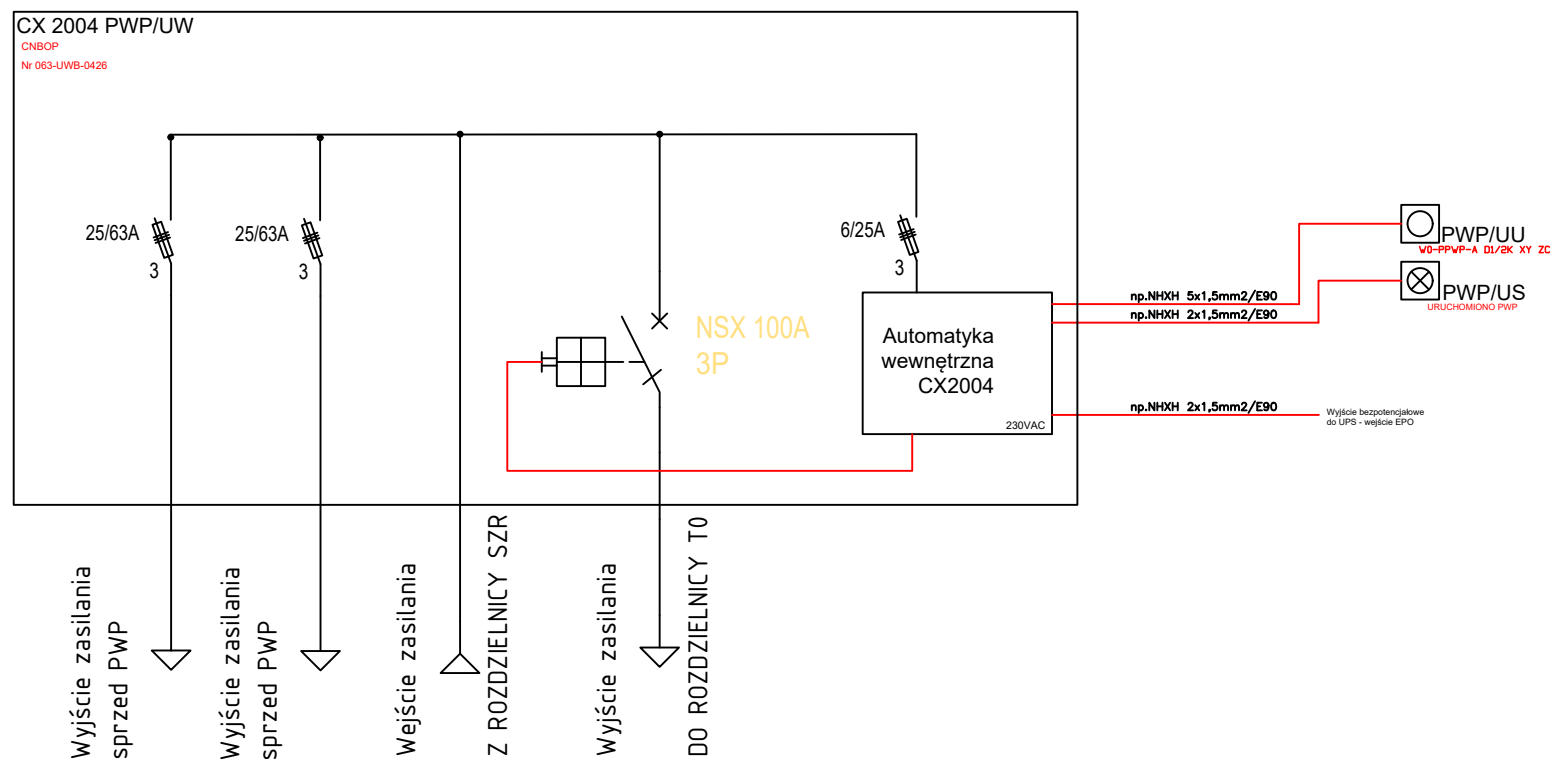 CX 2004 PWP/UW
CNBOP
Nr 063-UWB-0426
25/63A
3
25/63A
3
6/25A
3
NSX 100A
3P
Automatyka
wewnętrzna
CX2004
230VAC
np.NHXH 5x1,5mm2/E90
np.NHXH 2x1,5mm2/E90
np.NHXH 2x1,5mm2/E90
PWP/UU
W0-PPWP-A D1/2K XY ZC
PWP/US
URUCHOMIONO PWP
Wyjście bezpotencjałowe
do UPS - wejście EPO
Wyjście zasilania
sprzed PWP
Wyjście zasilania
sprzed PWP
Wejście zasilania
Z ROZDZIELNICY SZR
Wyjście zasilania
DO ROZDZIELNICY T0